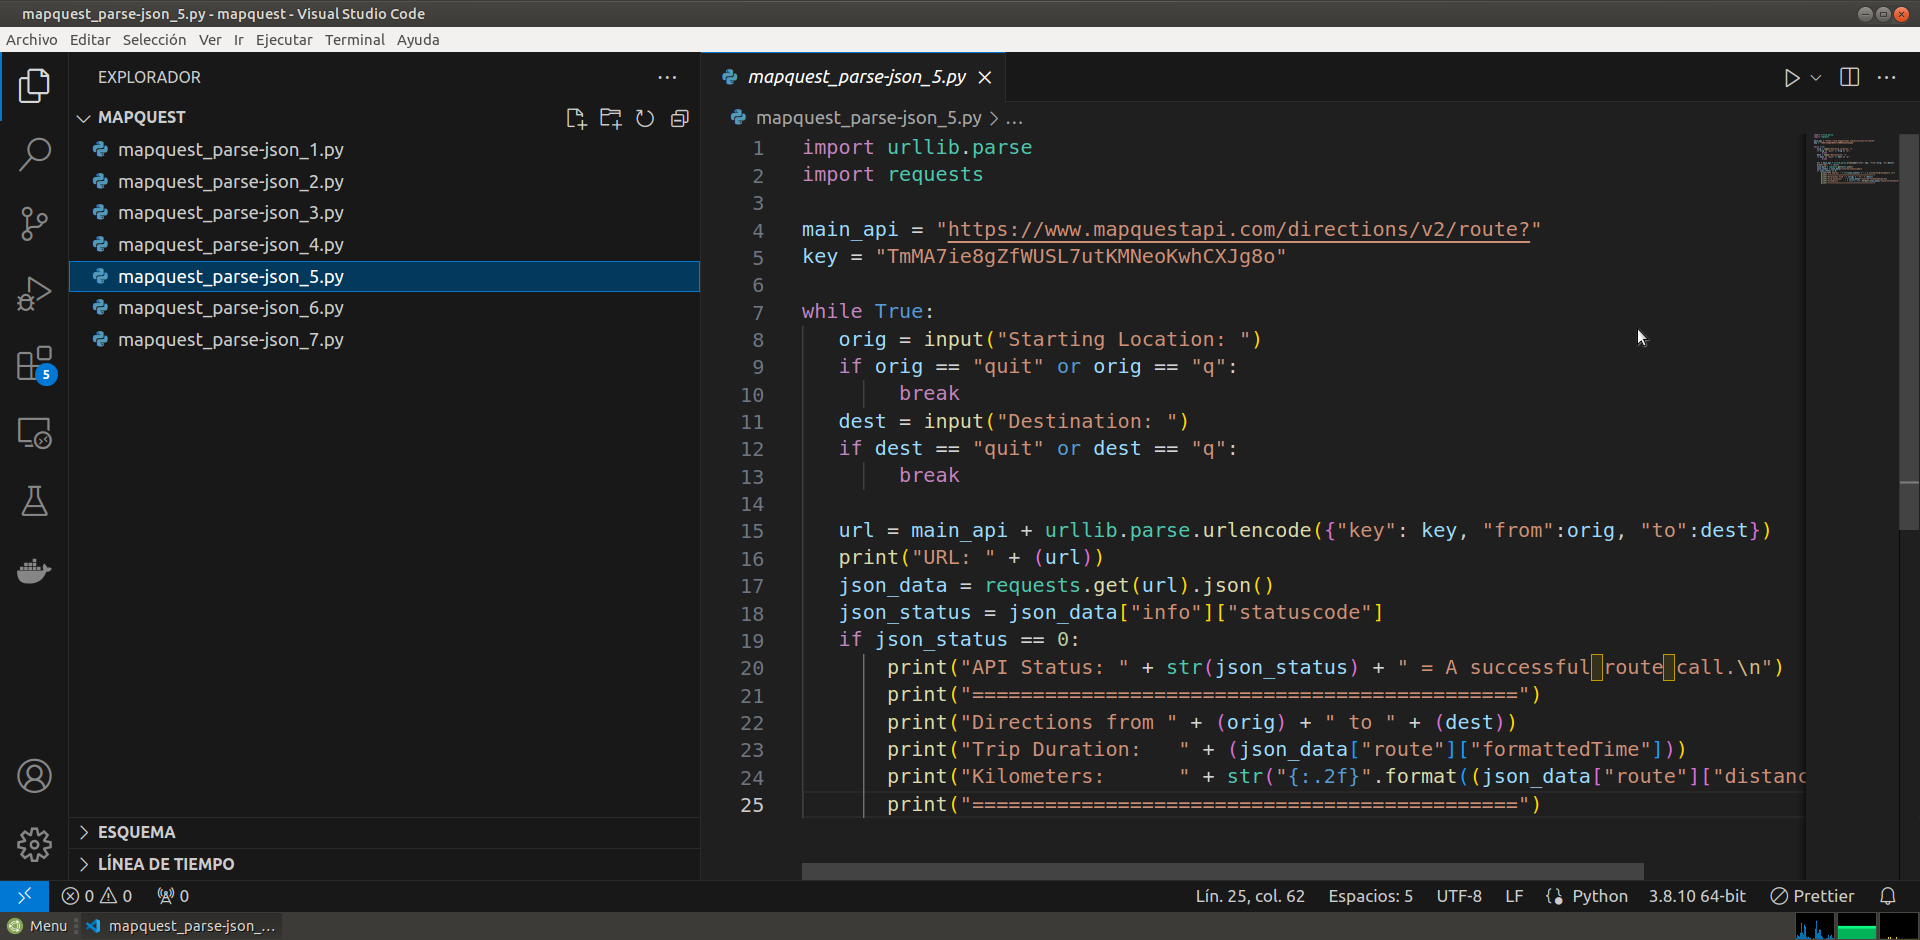 mapquest_parse-json_5.py - mapquest - Visual Studio Code
Archivo Editar Selección Ver Ir Ejecutar Terminal Ayuda
EXPLORADOR
MAPQUEST
mapquest_parse-json_1.py
mapquest_parse-json_2.py
mapquest_parse-json_3.py
mapquest_parse-json_4.py
mapquest_parse-json_5.py
mapquest_parse-json_6.py
mapquest_parse-json_7.py
5
ESQUEMA
LÍNEA DE TIEMPO
mapquest_parse-json_5.py
mapquest_parse-json_5.py > ...
1 import urllib.parse
2 import requests
3
4 main_api = "https://www.mapquestapi.com/directions/v2/route?"
5 key = "TmMA7ie8gZfWUSL7utKMNeoKwhCXJg8o"
6
7 while True:
8 orig = input("Starting Location: ")
9 if orig == "quit" or orig == "q":
10 break
11 dest = input("Destination: ")
12 if dest == "quit" or dest == "q":
13 break
14
15 url = main_api + urllib.parse.urlencode({"key": key, "from":orig, "to":dest})
16 print("URL: " + (url))
17 json_data = requests.get(url).json()
18 json_status = json_data["info"]["statuscode"]
19 if json_status == 0:
20 print("API Status: " + str(json_status) + " = A successful route call.\n")
21 print("=============================================")
22 print("Directions from " + (orig) + " to " + (dest))
23 print("Trip Duration:   " + (json_data["route"]["formattedTime"]))
24 print("Kilometers:      " + str("{:.2f}".format((json_data["route"]["distanc
25 print("=============================================")
0 0 0 Lín. 25, col. 62 Espacios: 5 UTF-8 LF Python 3.8.10 64-bit Prettier
Menu mapquest_parse-json_...